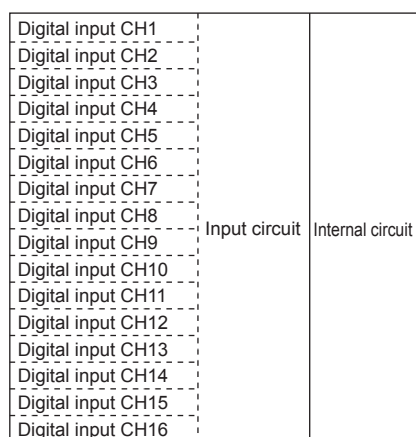 Digital input CH1
Digital input CH2
Digital input CH3
Digital input CH4
Digital input CH5
Digital input CH6
Digital input CH7
Digital input CH8
Digital input CH9
Digital input CH10
Digital input CH11
Digital input CH12
Digital input CH13
Digital input CH14
Digital input CH15
Digital input CH16
Input circuit
Internal circuit